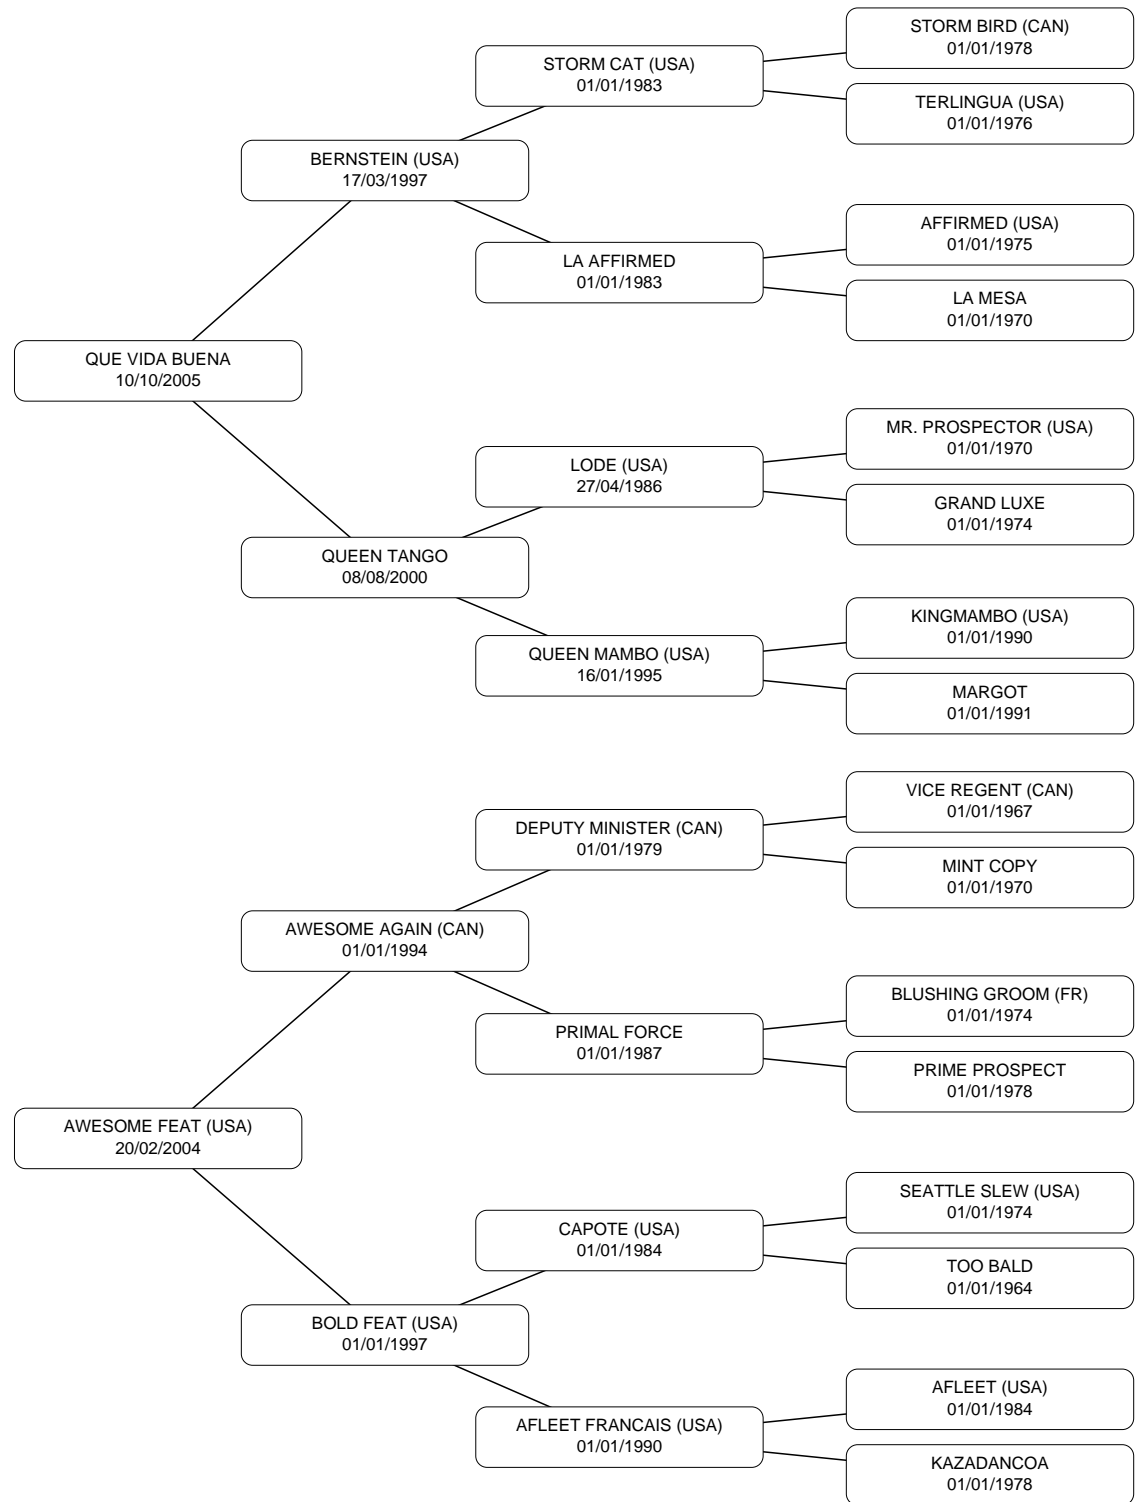 STORM BIRD (CAN)
01/01/1978
STORM CAT (USA)
01/01/1983
TERLINGUA (USA)
01/01/1976
BERNSTEIN (USA)
17/03/1997
AFFIRMED (USA)
01/01/1975
LA AFFIRMED
01/01/1983
LA MESA
01/01/1970
QUE VIDA BUENA
10/10/2005
MR. PROSPECTOR (USA)
01/01/1970
LODE (USA)
27/04/1986
GRAND LUXE
01/01/1974
QUEEN TANGO
08/08/2000
KINGMAMBO (USA)
01/01/1990
QUEEN MAMBO (USA)
16/01/1995
MARGOT
01/01/1991
VICE REGENT (CAN)
01/01/1967
DEPUTY MINISTER (CAN)
01/01/1979
MINT COPY
01/01/1970
AWESOME AGAIN (CAN)
01/01/1994
BLUSHING GROOM (FR)
01/01/1974
PRIMAL FORCE
01/01/1987
PRIME PROSPECT
01/01/1978
AWESOME FEAT (USA)
20/02/2004
SEATTLE SLEW (USA)
01/01/1974
CAPOTE (USA)
01/01/1984
TOO BALD
01/01/1964
BOLD FEAT (USA)
01/01/1997
AFLEET (USA)
01/01/1984
AFLEET FRANCAIS (USA)
01/01/1990
KAZADANCOA
01/01/1978